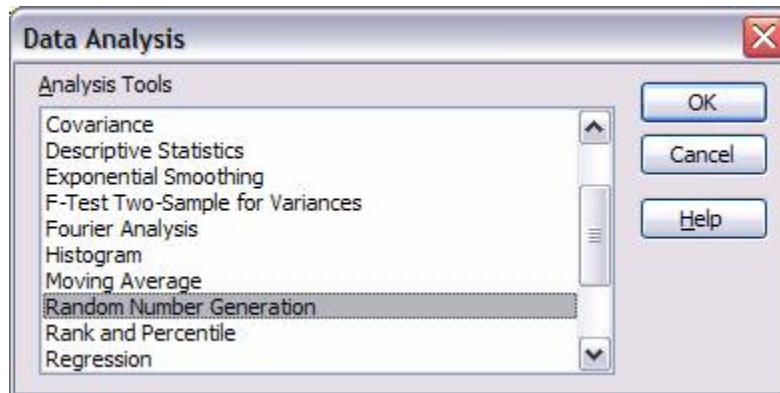 Data Analysis
Analysis Tools
Covariance
Descriptive Statistics
Exponential Smoothing
F-Test Two-Sample for Variances
Fourier Analysis
Histogram
Moving Average
Random Number Generation
Rank and Percentile
Regression
OK
Cancel
Help